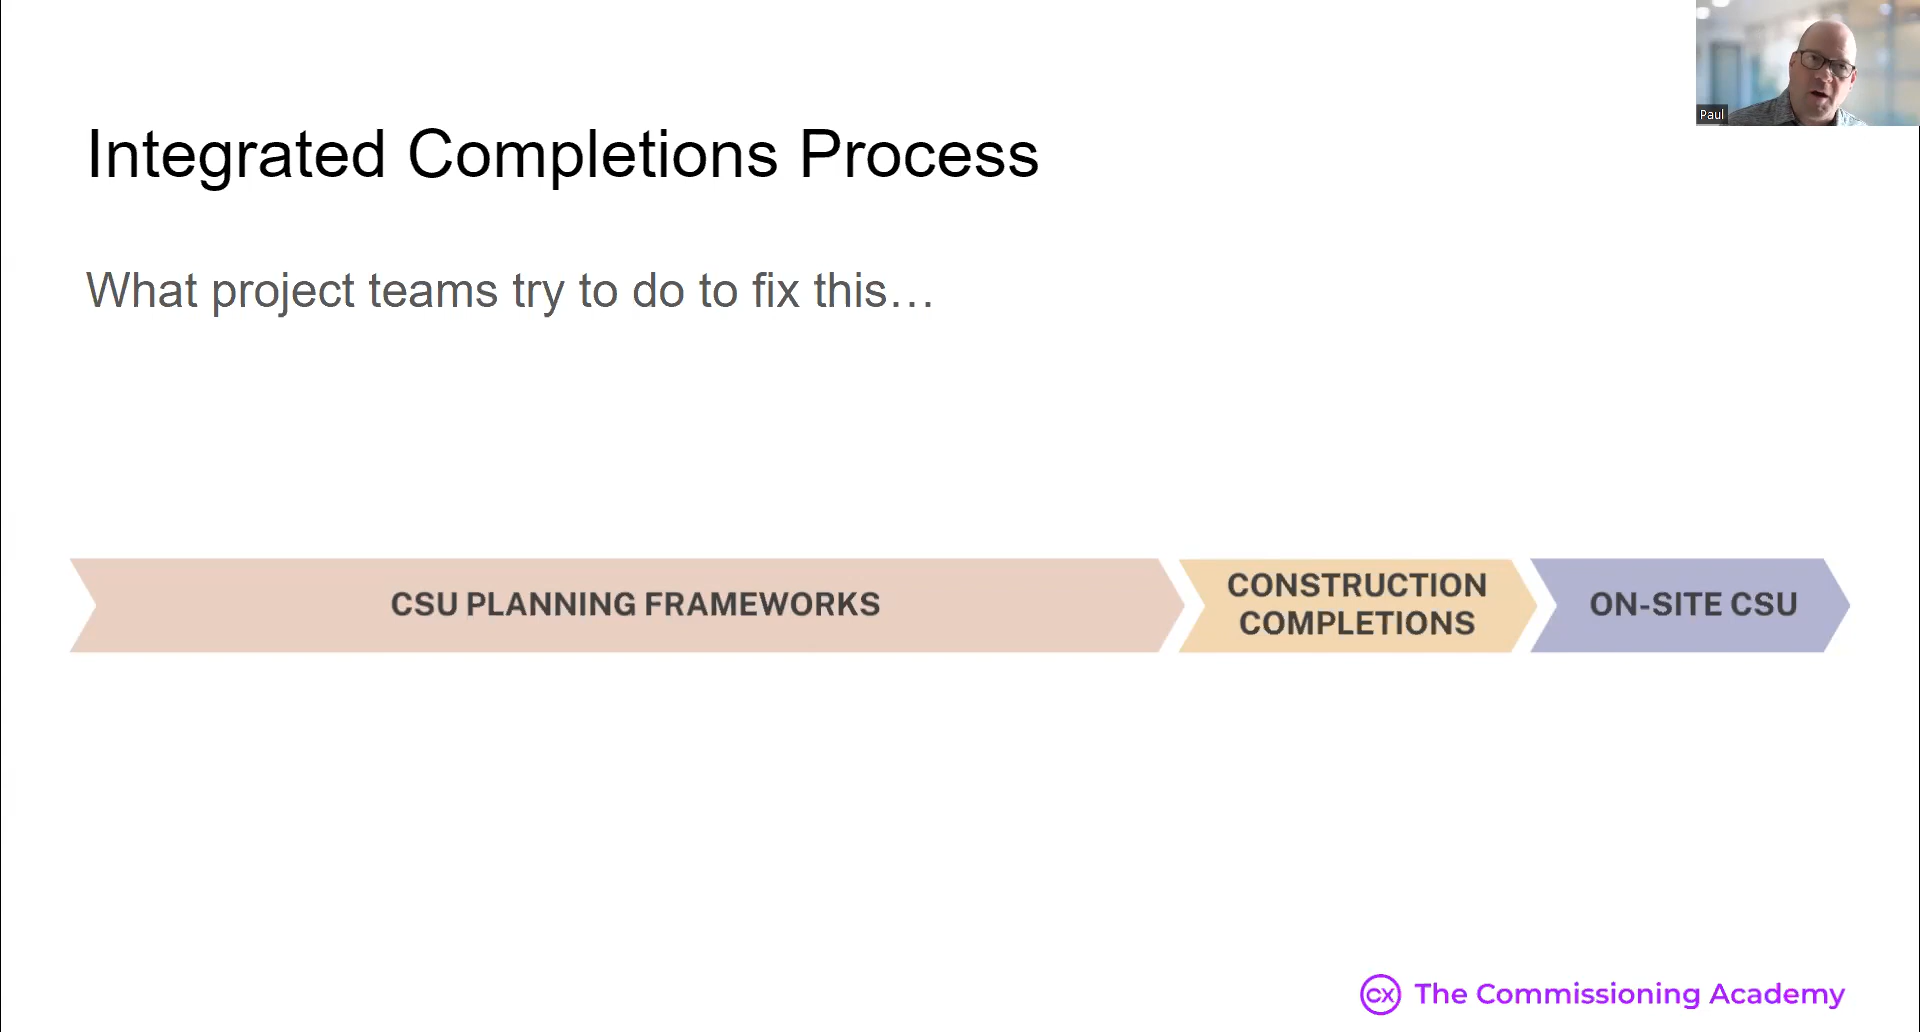 Paul
Integrated Completions Process
What project teams try to do to fix this…
CSU PLANNING FRAMEWORKS
CONSTRUCTION
COMPLETIONS
ON-SITE CSU
cx The Commissioning Academy